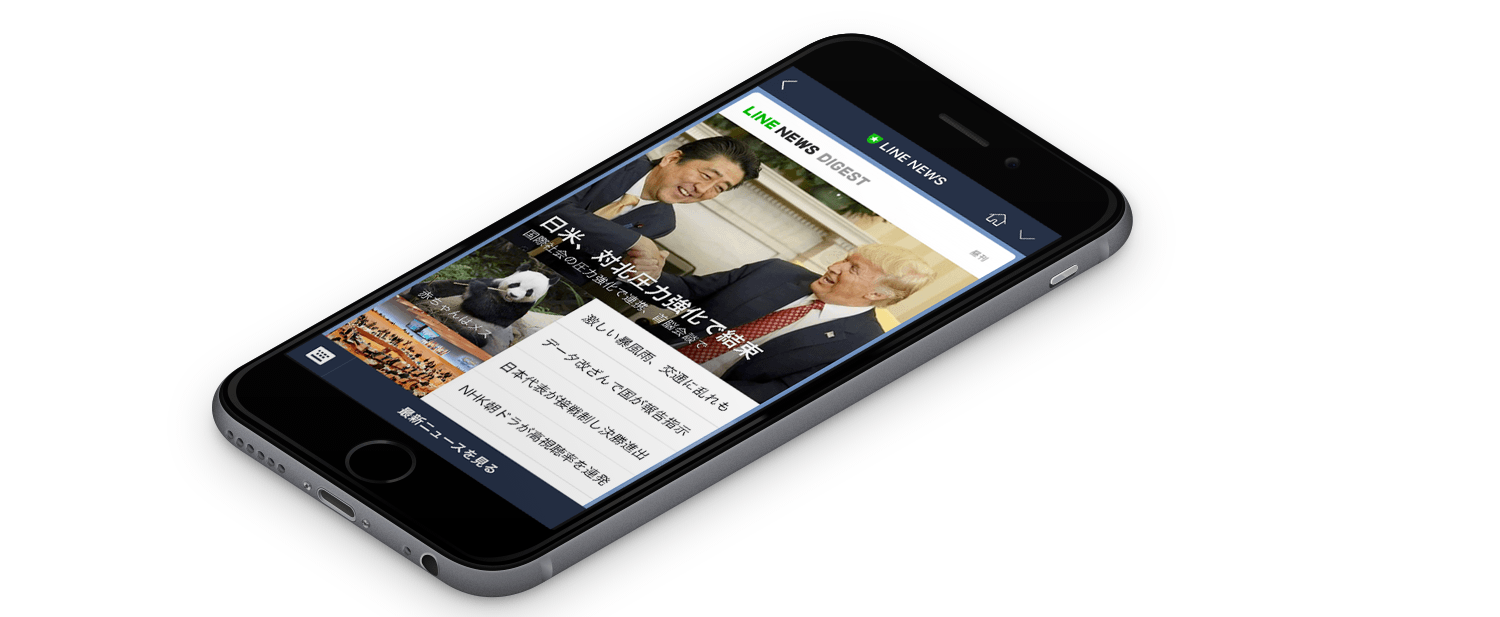 LINE NEWS
LINE NEWS DIGEST
昼刊
日米、対北圧力強化で結束
国際社会の圧力強化で連携、首脳会談で
赤ちゃんはメス
激しい暴風雨、交通に乱れも
データ改ざんで国が報告指示
日本代表が接戦制し決勝進出
NHK朝ドラが高視聴率を連発
最新ニュースを見る